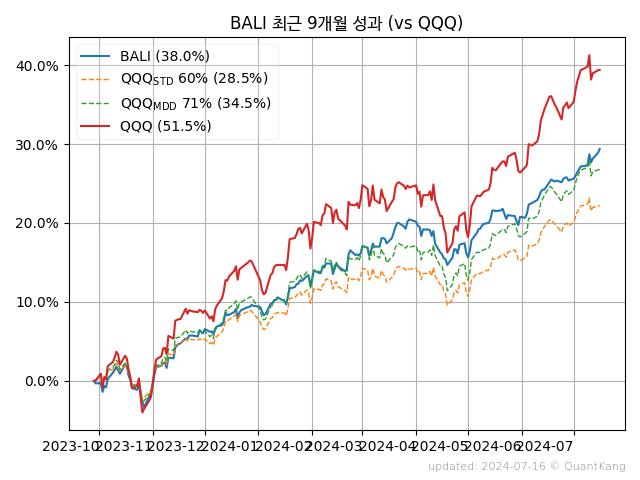 BALI 최근 9개월 성과 (vs QQQ)
BALI (38.0%)
QQQSTD 60% (28.5%)
QQQMDD 71% (34.5%)
QQQ (51.5%)
40.0%
30.0%
20.0%
10.0%
0.0%
2023-10 2023-11 2023-12 2024-01 2024-02 2024-03 2024-04 2024-05 2024-06 2024-07
updated: 2024-07-16 © QuantKang